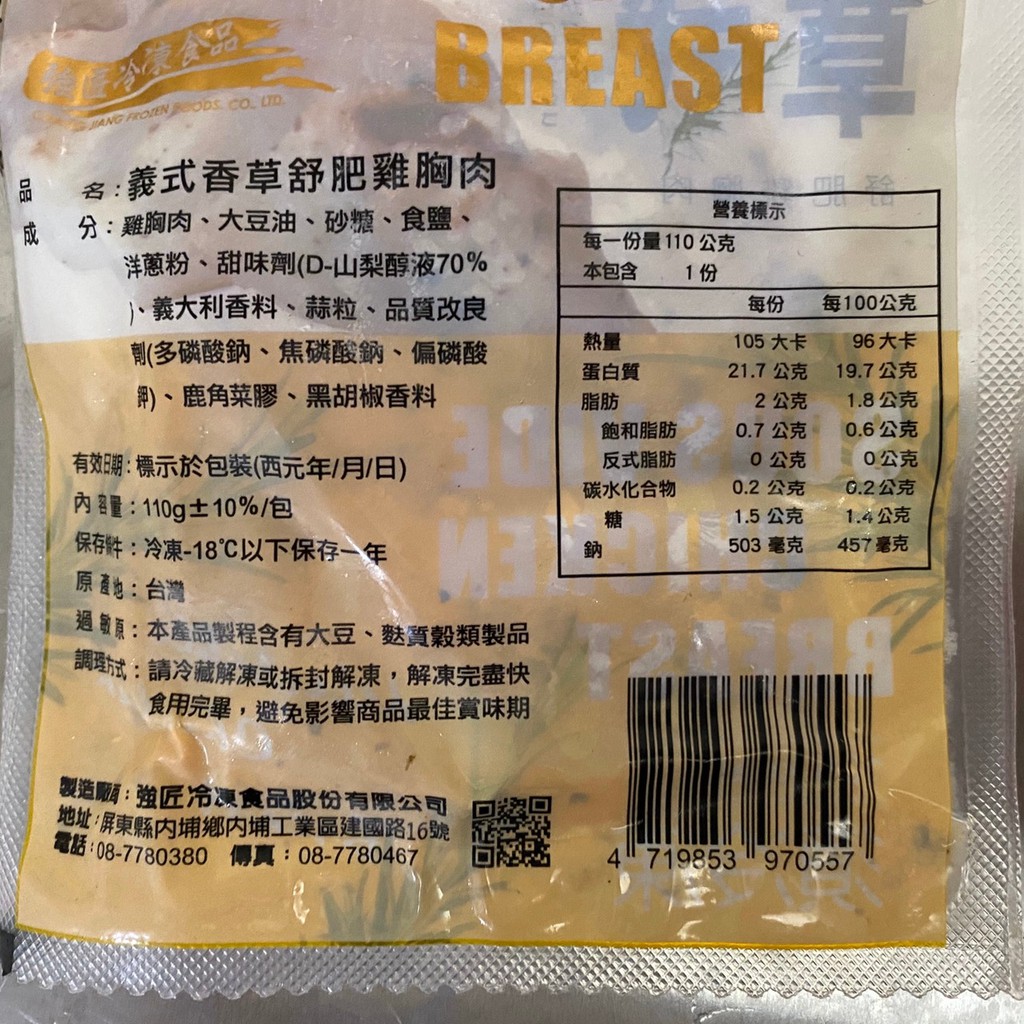 BREAST
強匠冷凍食品
JIANG FROZEN FOODS. CO., LTD.
品 名：義式香草舒肥雞胸肉
成 分：雞胸肉、大豆油、砂糖、食鹽、
洋蔥粉、甜味劑(D-山梨醇液70%
)、義大利香料、蒜粒、品質改良
劑(多磷酸鈉、焦磷酸鈉、偏磷酸
鉀)、鹿角菜膠、黑胡椒香料
有效日期：標示於包裝(西元年/月/日)
內容量：110g±10%/包
保存條件：冷凍-18℃以下保存一年
原產地：台灣
過敏原：本產品製程含有大豆、麩質穀類製品
調理方式：請冷藏解凍或拆封解凍，解凍完盡快
食用完畢，避免影響商品最佳賞味期
製造廠商：強匠冷凍食品股份有限公司
地址：屏東縣內埔鄉內埔工業區建國路16號
電話：08-7780380 傳真：08-7780467
營養標示
每一份量110公克
本包含 1份
每份 每100公克
熱量 105大卡 96大卡
蛋白質 21.7公克 19.7公克
脂肪 2公克 1.8公克
飽和脂肪 0.7公克 0.6公克
反式脂肪 0公克 0公克
碳水化合物 0.2公克 0.2公克
糖 1.5公克 1.4公克
鈉 503毫克 457毫克
4 719853 970557